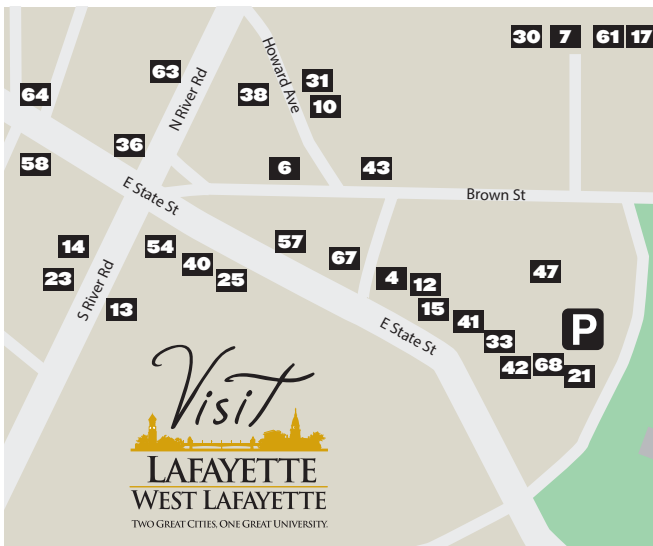 30 7 61 17
63
31
64
38
10
Howard Ave
N River Rd
36
58
6
43
E State St
Brown St
14
54
57
40
67
23
25
4
12
47
S River Rd
13
15
41
P
E State St
33
42
68
21
Visit
LAFAYETTE
WEST LAFAYETTE
TWO GREAT CITIES, ONE GREAT UNIVERSITY.